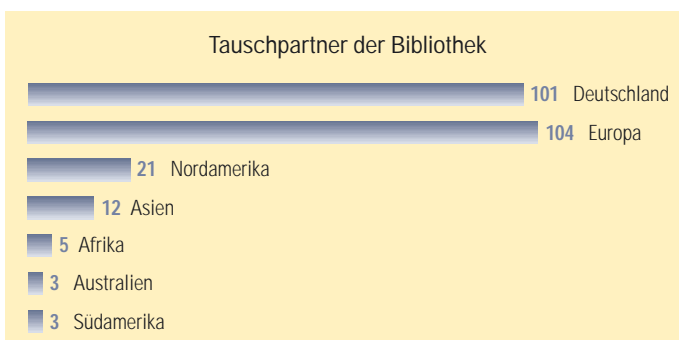 Tauschpartner der Bibliothek
101 Deutschland
104 Europa
21 Nordamerika
12 Asien
5 Afrika
3 Australien
3 Südamerika